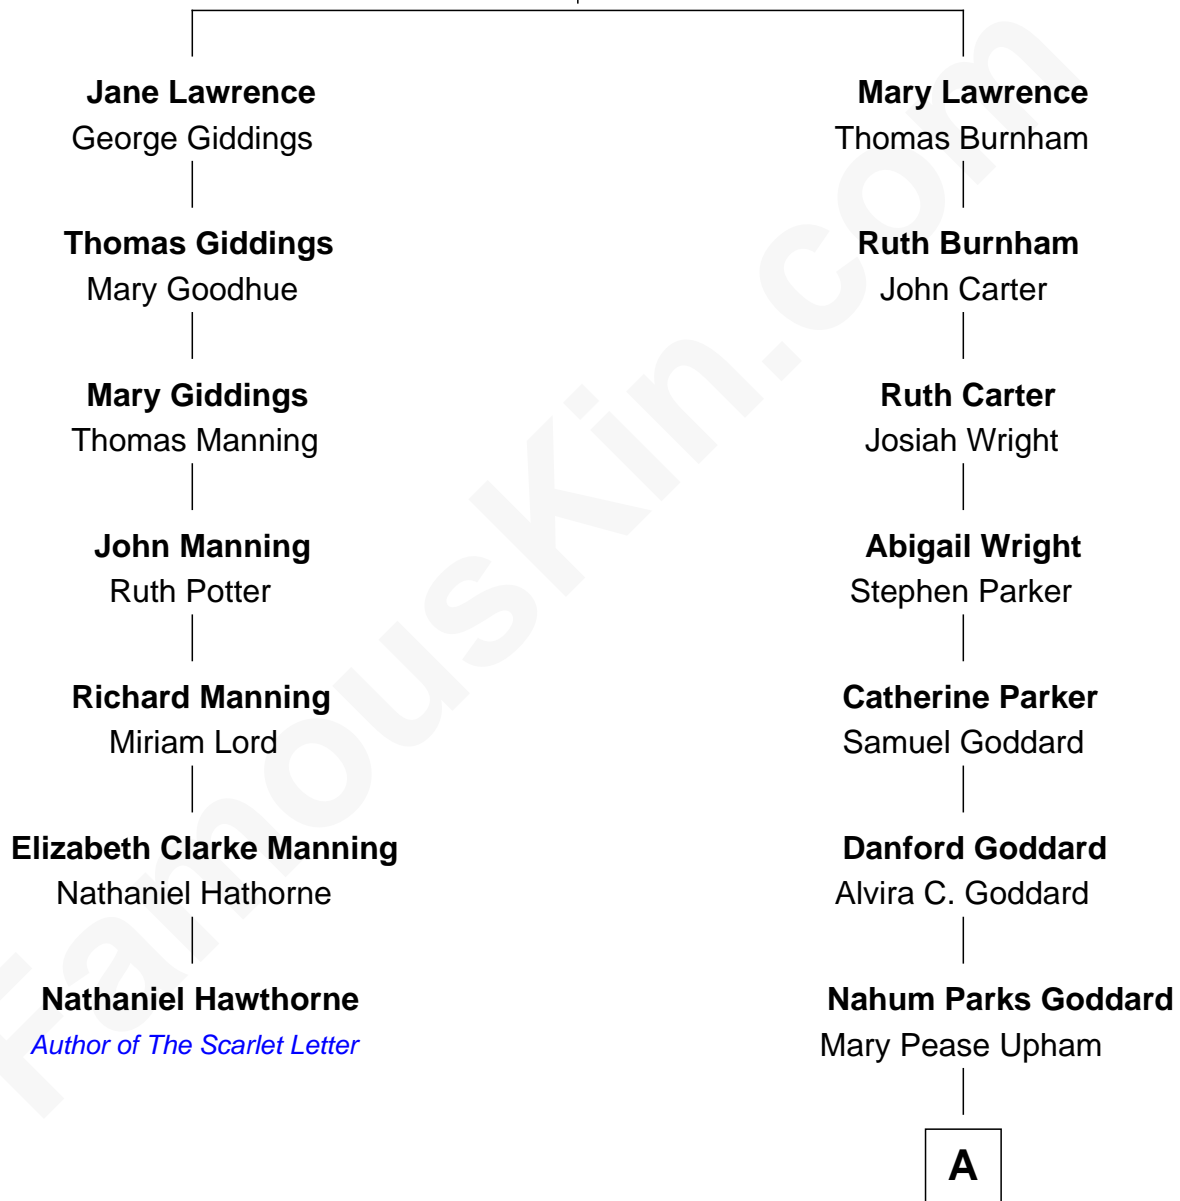 Jane Lawrence
George Giddings
Thomas Giddings
Mary Goodhue
Mary Giddings
Thomas Manning
John Manning
Ruth Potter
Richard Manning
Miriam Lord
Elizabeth Clarke Manning
Nathaniel Hathorne
Nathaniel Hawthorne
Author of The Scarlet Letter
Mary Lawrence
Thomas Burnham
Ruth Burnham
John Carter
Ruth Carter
Josiah Wright
Abigail Wright
Stephen Parker
Catherine Parker
Samuel Goddard
Danford Goddard
Alvira C. Goddard
Nahum Parks Goddard
Mary Pease Upham
A
FamousKin.com